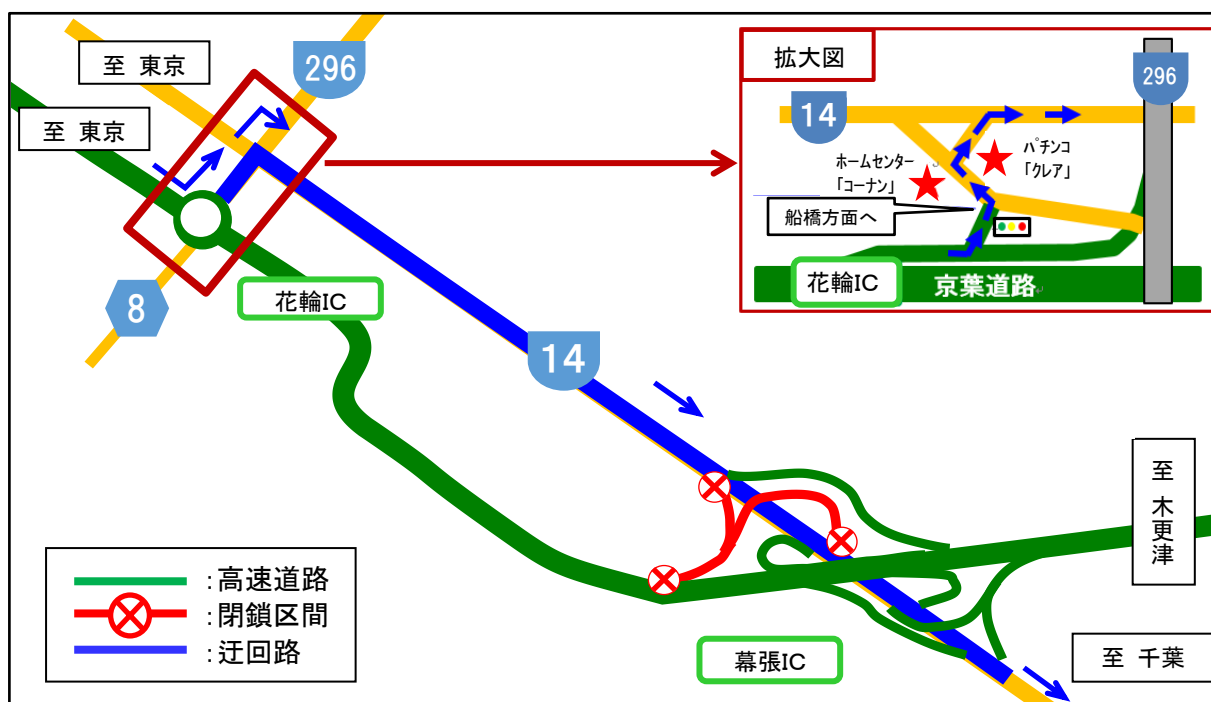 至 東京
296
至 東京
花輪IC
8
14
幕張IC
至 木更津
至 千葉
:高速道路
:閉鎖区間
:迂回路
拡大図
296
14
ホームセンター
「コーナン」
パチンコ
「クレア」
船橋方面へ
花輪IC
京葉道路